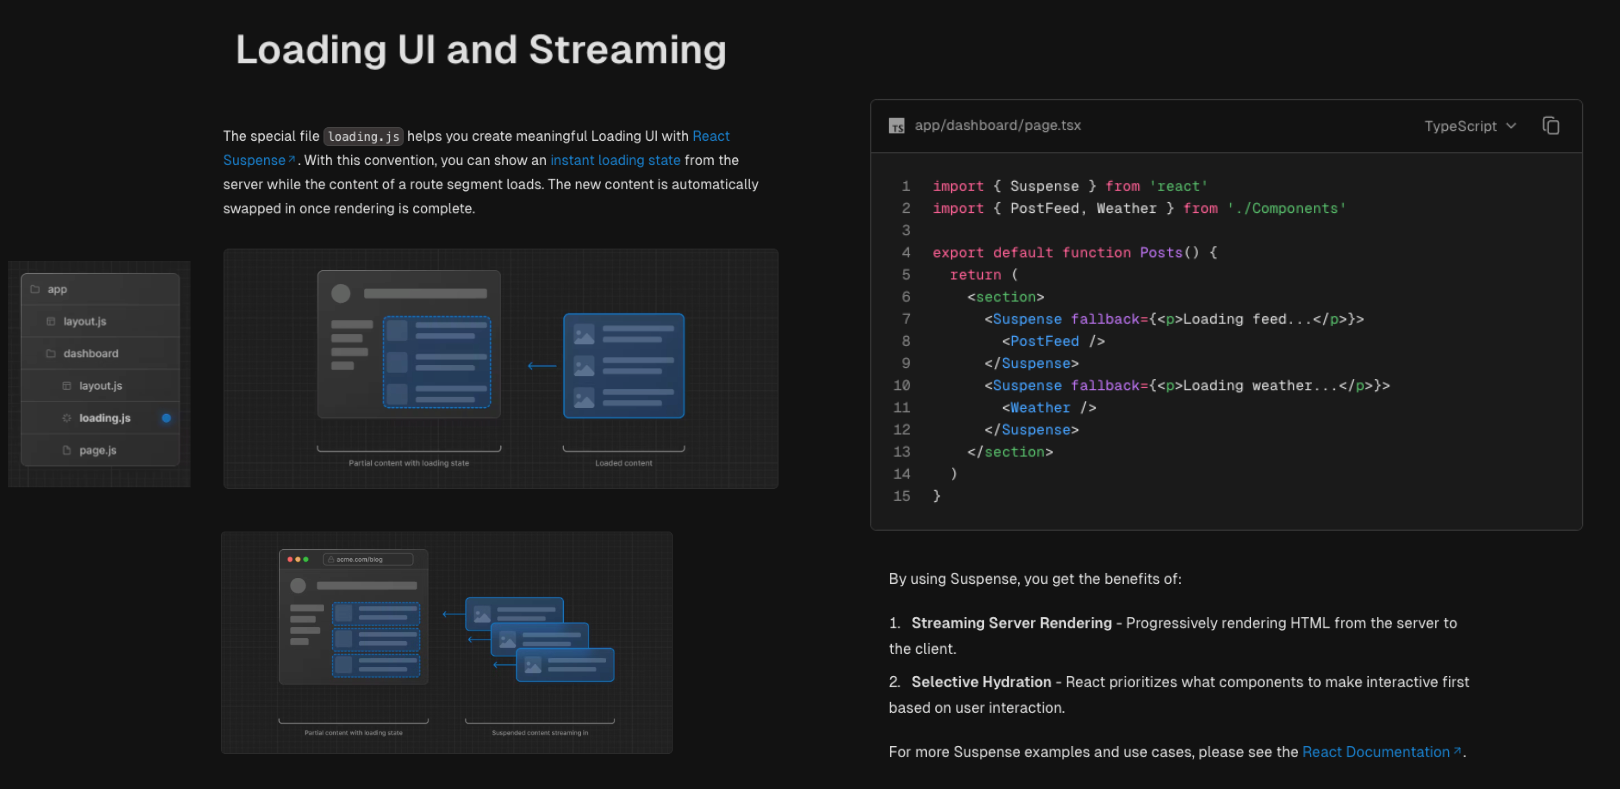 Loading UI and Streaming
The special file loading.js helps you create meaningful Loading UI with React
Suspense↗. With this convention, you can show an instant loading state from the
server while the content of a route segment loads. The new content is automatically
swapped in once rendering is complete.
app
layout.js
dashboard
layout.js
loading.js
page.js
Partial content with loading state
Loaded content
acme.com/blog
Partial content with loading state
Suspended content streaming in
TS app/dashboard/page.tsx
TypeScript
1 import { Suspense } from 'react'
2 import { PostFeed, Weather } from './Components'
3
4 export default function Posts() {
5   return (
6     <section>
7       <Suspense fallback={<p>Loading feed...</p>}>
8         <PostFeed />
9       </Suspense>
10       <Suspense fallback={<p>Loading weather...</p>}>
11         <Weather />
12       </Suspense>
13     </section>
14   )
15 }
By using Suspense, you get the benefits of:
1. Streaming Server Rendering - Progressively rendering HTML from the server to
the client.
2. Selective Hydration - React prioritizes what components to make interactive first
based on user interaction.
For more Suspense examples and use cases, please see the React Documentation↗.